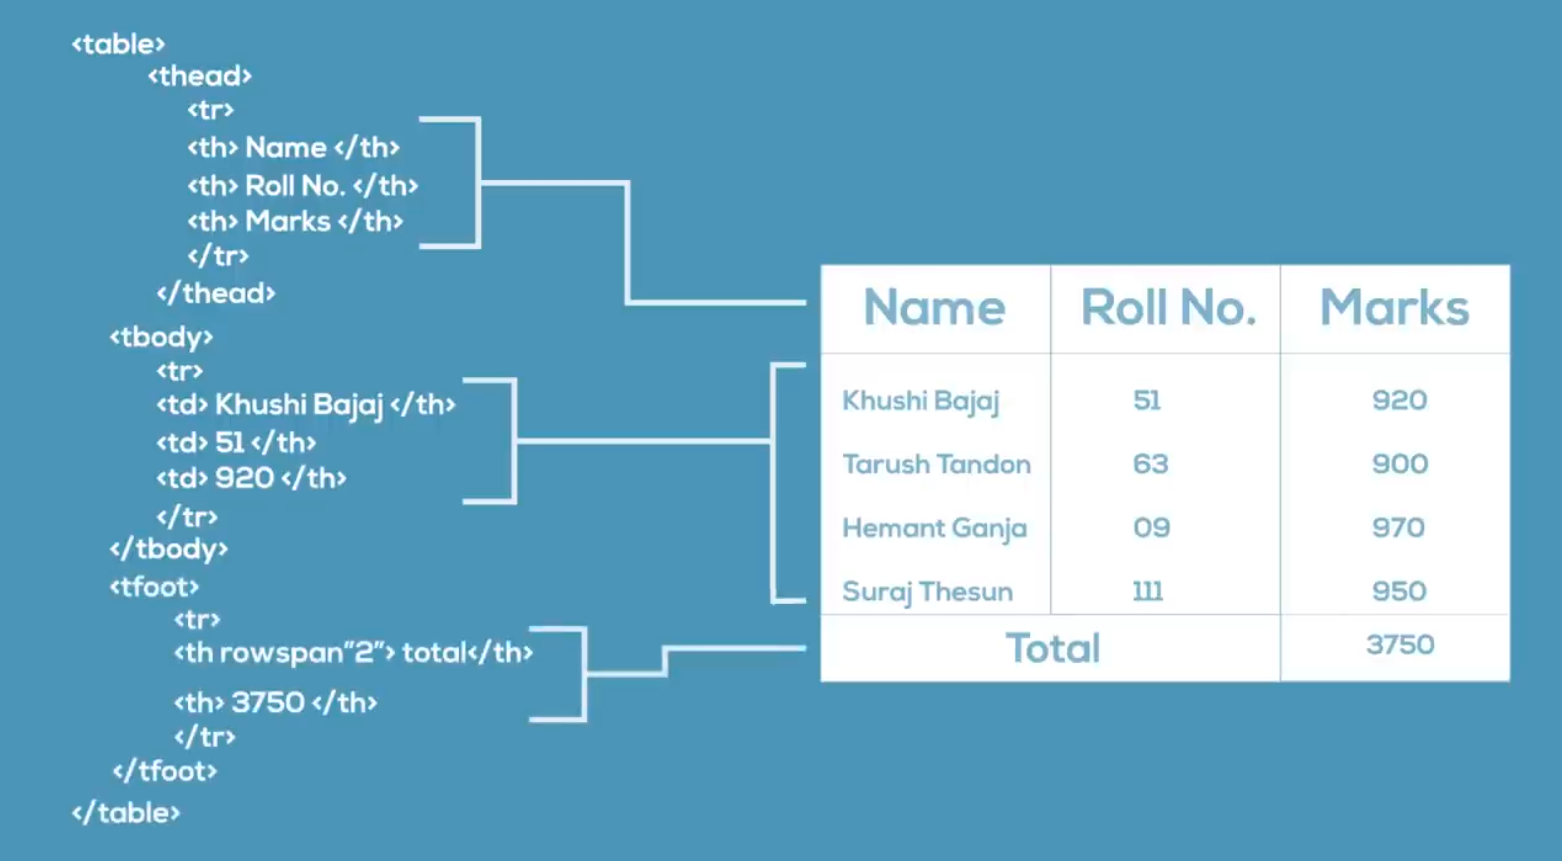 <table>
<thead>
<tr>
<th> Name </th>
<th> Roll No. </th>
<th> Marks </th>
</tr>
</thead>
<tbody>
<tr>
<td> Khushi Bajaj </th>
<td> 51 </th>
<td> 920 </th>
</tr>
</tbody>
<tfoot>
<tr>
<th rowspan"2"> total</th>
<th> 3750 </th>
</tr>
</tfoot>
</table>
Name Roll No. Marks
Khushi Bajaj 51 920
Tarush Tandon 63 900
Hemant Ganja 09 970
Suraj Thesun 111 950
Total 3750